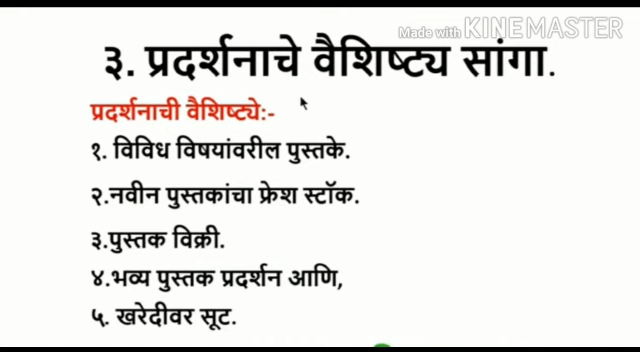 Made with KINEMASTER
३. प्रदर्शनाचे वैशिष्ट्य सांगा.
प्रदर्शनाची वैशिष्ट्ये:-
१. विविध विषयांवरील पुस्तके.
२.नवीन पुस्तकांचा फ्रेश स्टॉक.
३.पुस्तक विक्री.
४.भव्य पुस्तक प्रदर्शन आणि,
५. खरेदीवर सूट.